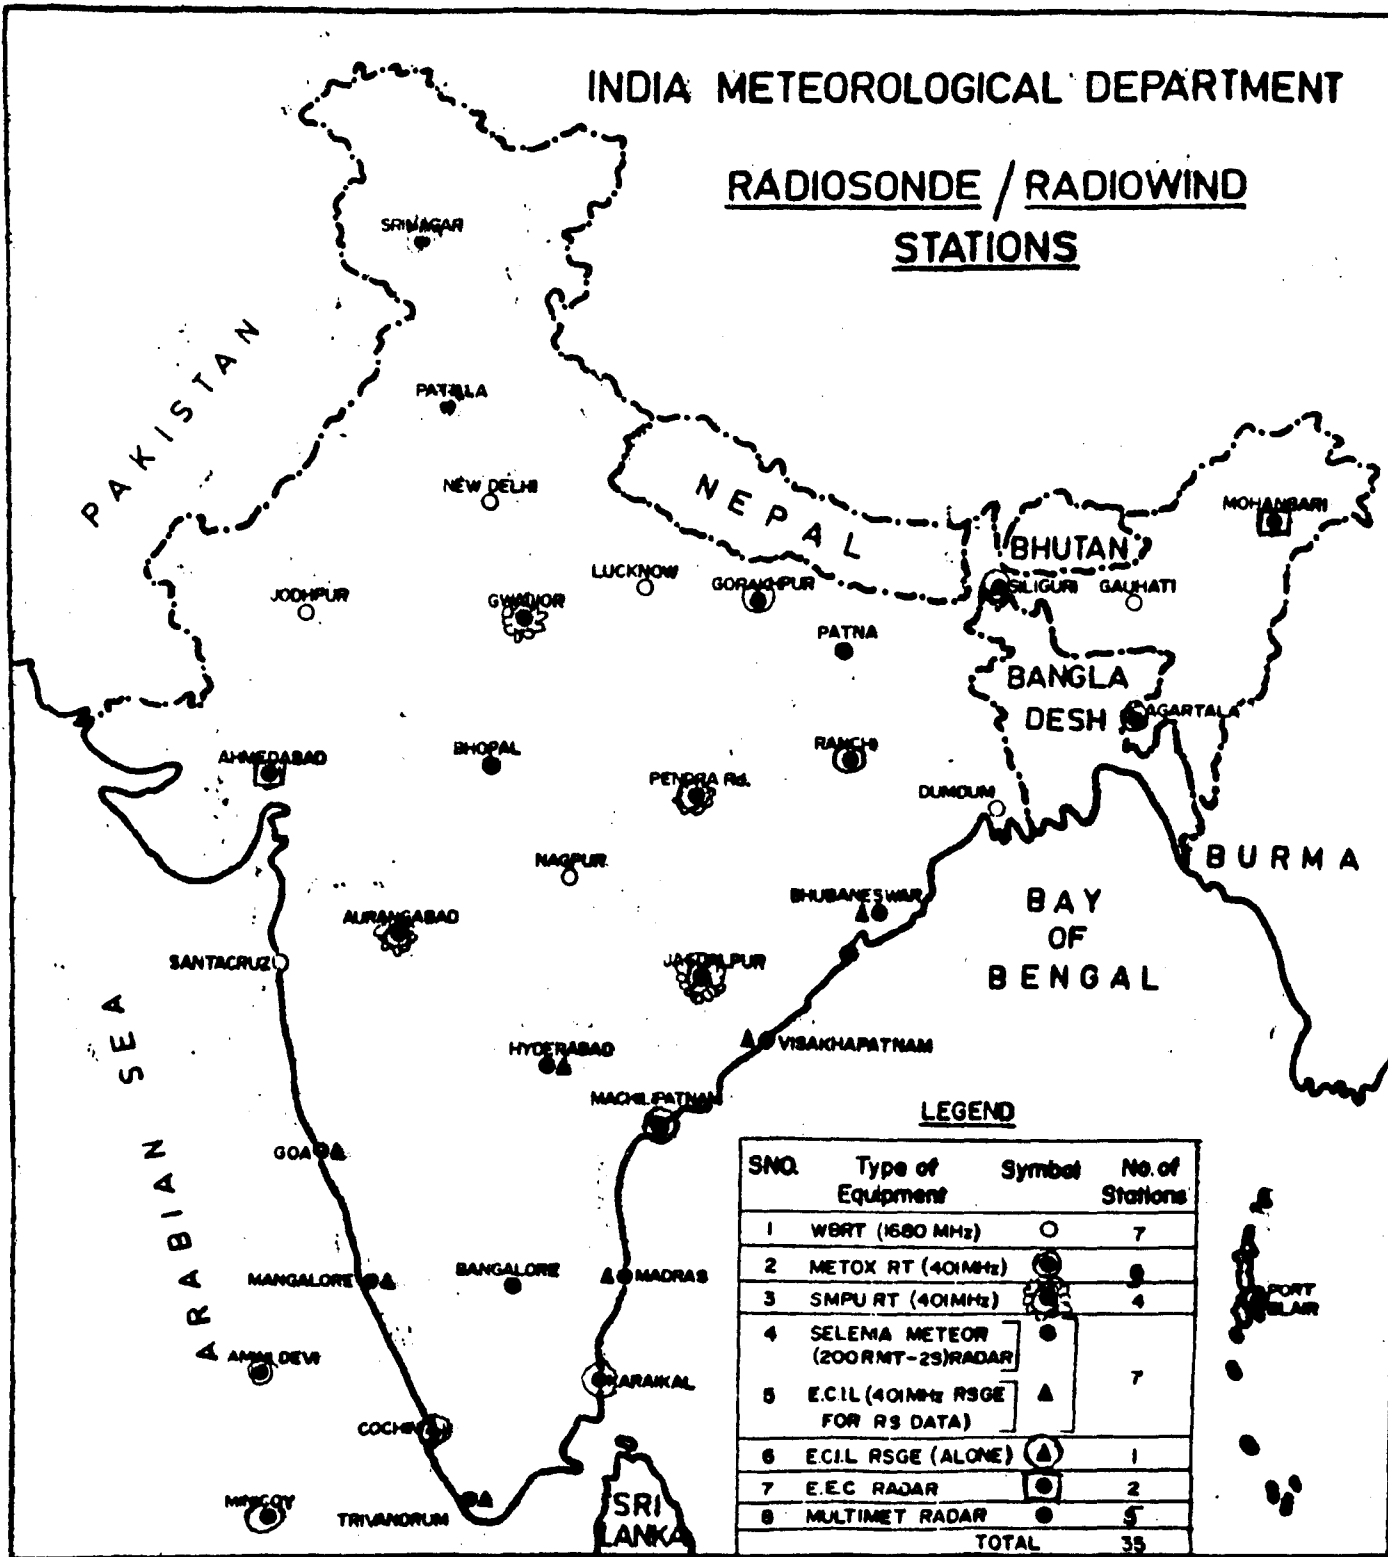 INDIA METEOROLOGICAL DEPARTMENT
RADIOSONDE / RADIOWIND
STATIONS
SRINAGAR
PAKISTAN
PATIALA
NEW DELHI
NEPAL
MOHANBARI
BHUTAN
LUCKNOW
GORAKHPUR
SILIGURI
GAUHATI
JODHPUR
GWALIOR
PATNA
BANGLA
DESH
AGARTALA
AHMEDABAD
BHOPAL
RANCHI
PENDRA Rd.
DUMDUM
NAGPUR
BURMA
BHUBANESWAR
BAY
OF
BENGAL
AURANGABAD
SANTACRUZ
JAGDALPUR
ARABIAN SEA
HYDERABAD
VISAKHAPATNAM
MACHILIPATNAM
GOA
MANGALORE
BANGALORE
MADRAS
PORT
BLAIR
AMINI DEVI
KARAIKAL
COCHIN
MINICOY
TRIVANDRUM
SRI
LANKA
LEGEND
SNO. Type of Equipment Symbol No. of Stations
1 WBRT (1680 MHz) 7
2 METOX RT (401MHz)
3 SMPU RT (401MHz) 4
4 SELENIA METEOR
(200RMT-2S)RADAR
7
5 E.C.I.L (401MHz RSGE
FOR RS DATA)
6 E.C.I.L RSGE (ALONE) 1
7 E.E.C RADAR 2
8 MULTIMET RADAR 5
TOTAL 35